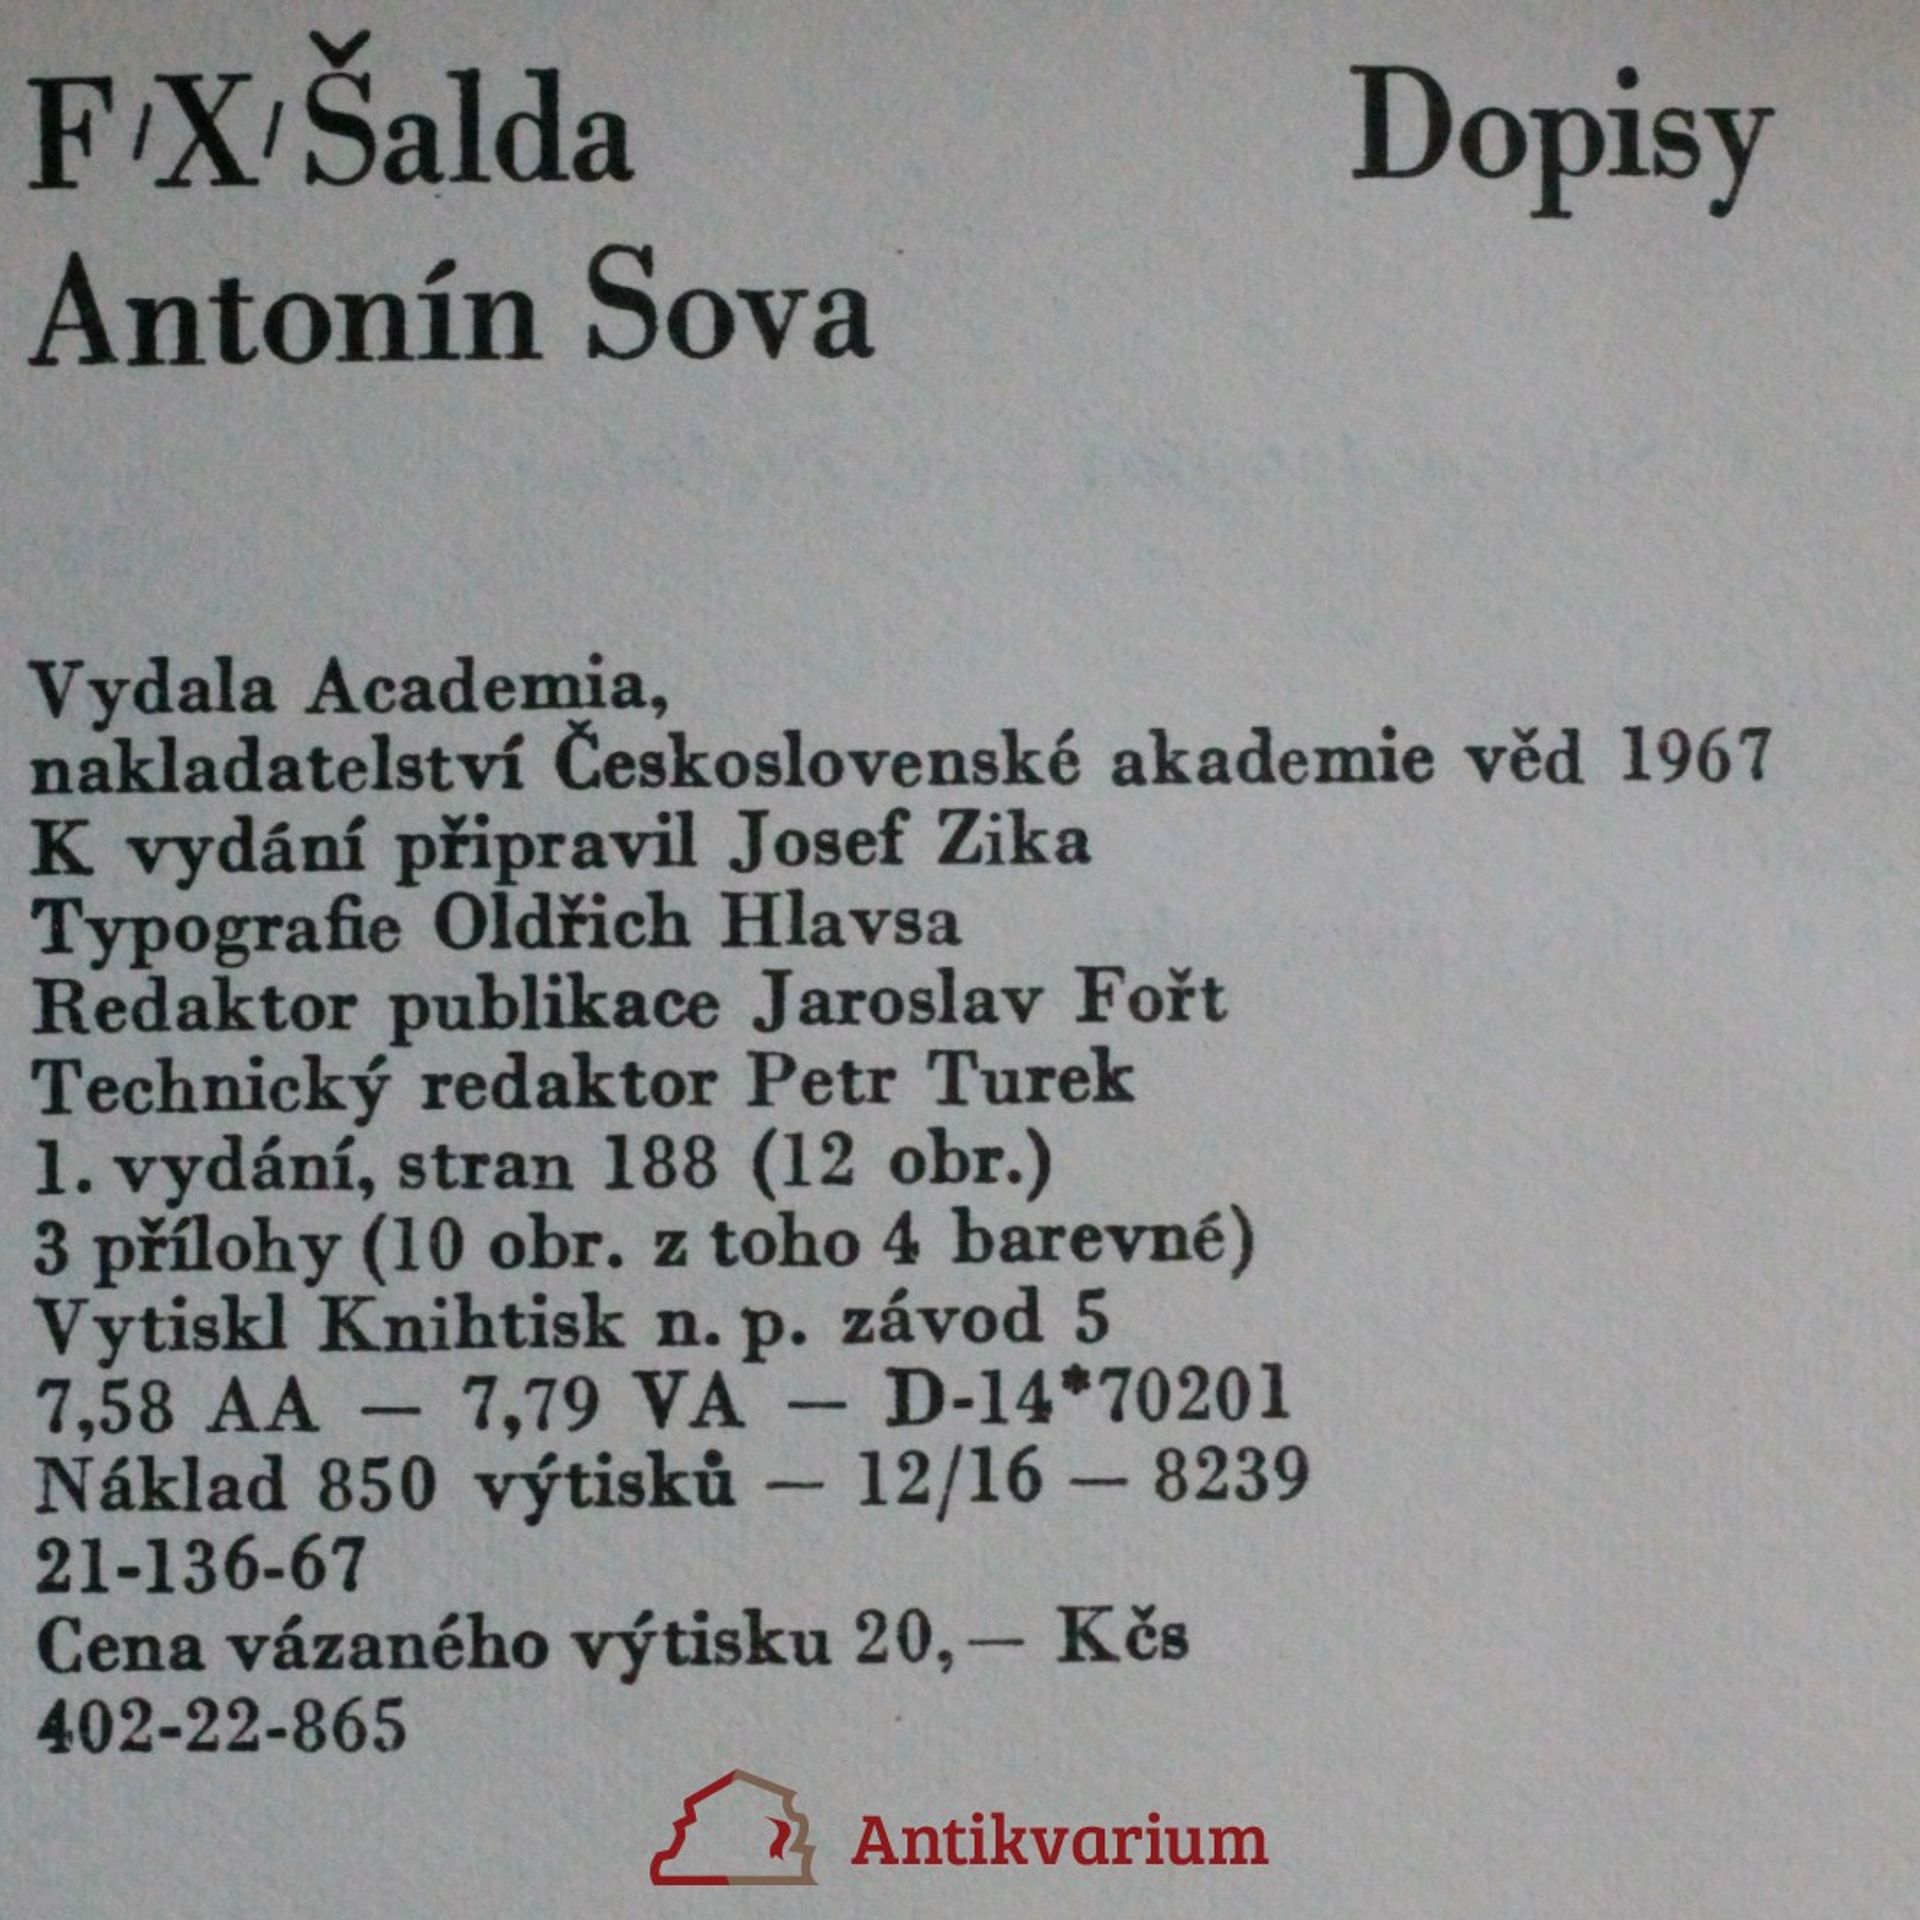 F/X/Šalda Dopisy
Antonín Sova
Vydala Academia,
nakladatelství Československé akademie věd 1967
K vydání připravil Josef Zika
Typografie Oldřich Hlavsa
Redaktor publikace Jaroslav Fořt
Technický redaktor Petr Turek
1. vydání, stran 188 (12 obr.)
3 přílohy (10 obr. z toho 4 barevné)
Vytiskl Knihtisk n. p. závod 5
7,58 AA — 7,79 VA — D-14*70201
Náklad 850 výtisků — 12/16 — 8239
21-136-67
Cena vázaného výtisku 20,— Kčs
402-22-865
Antikvarium